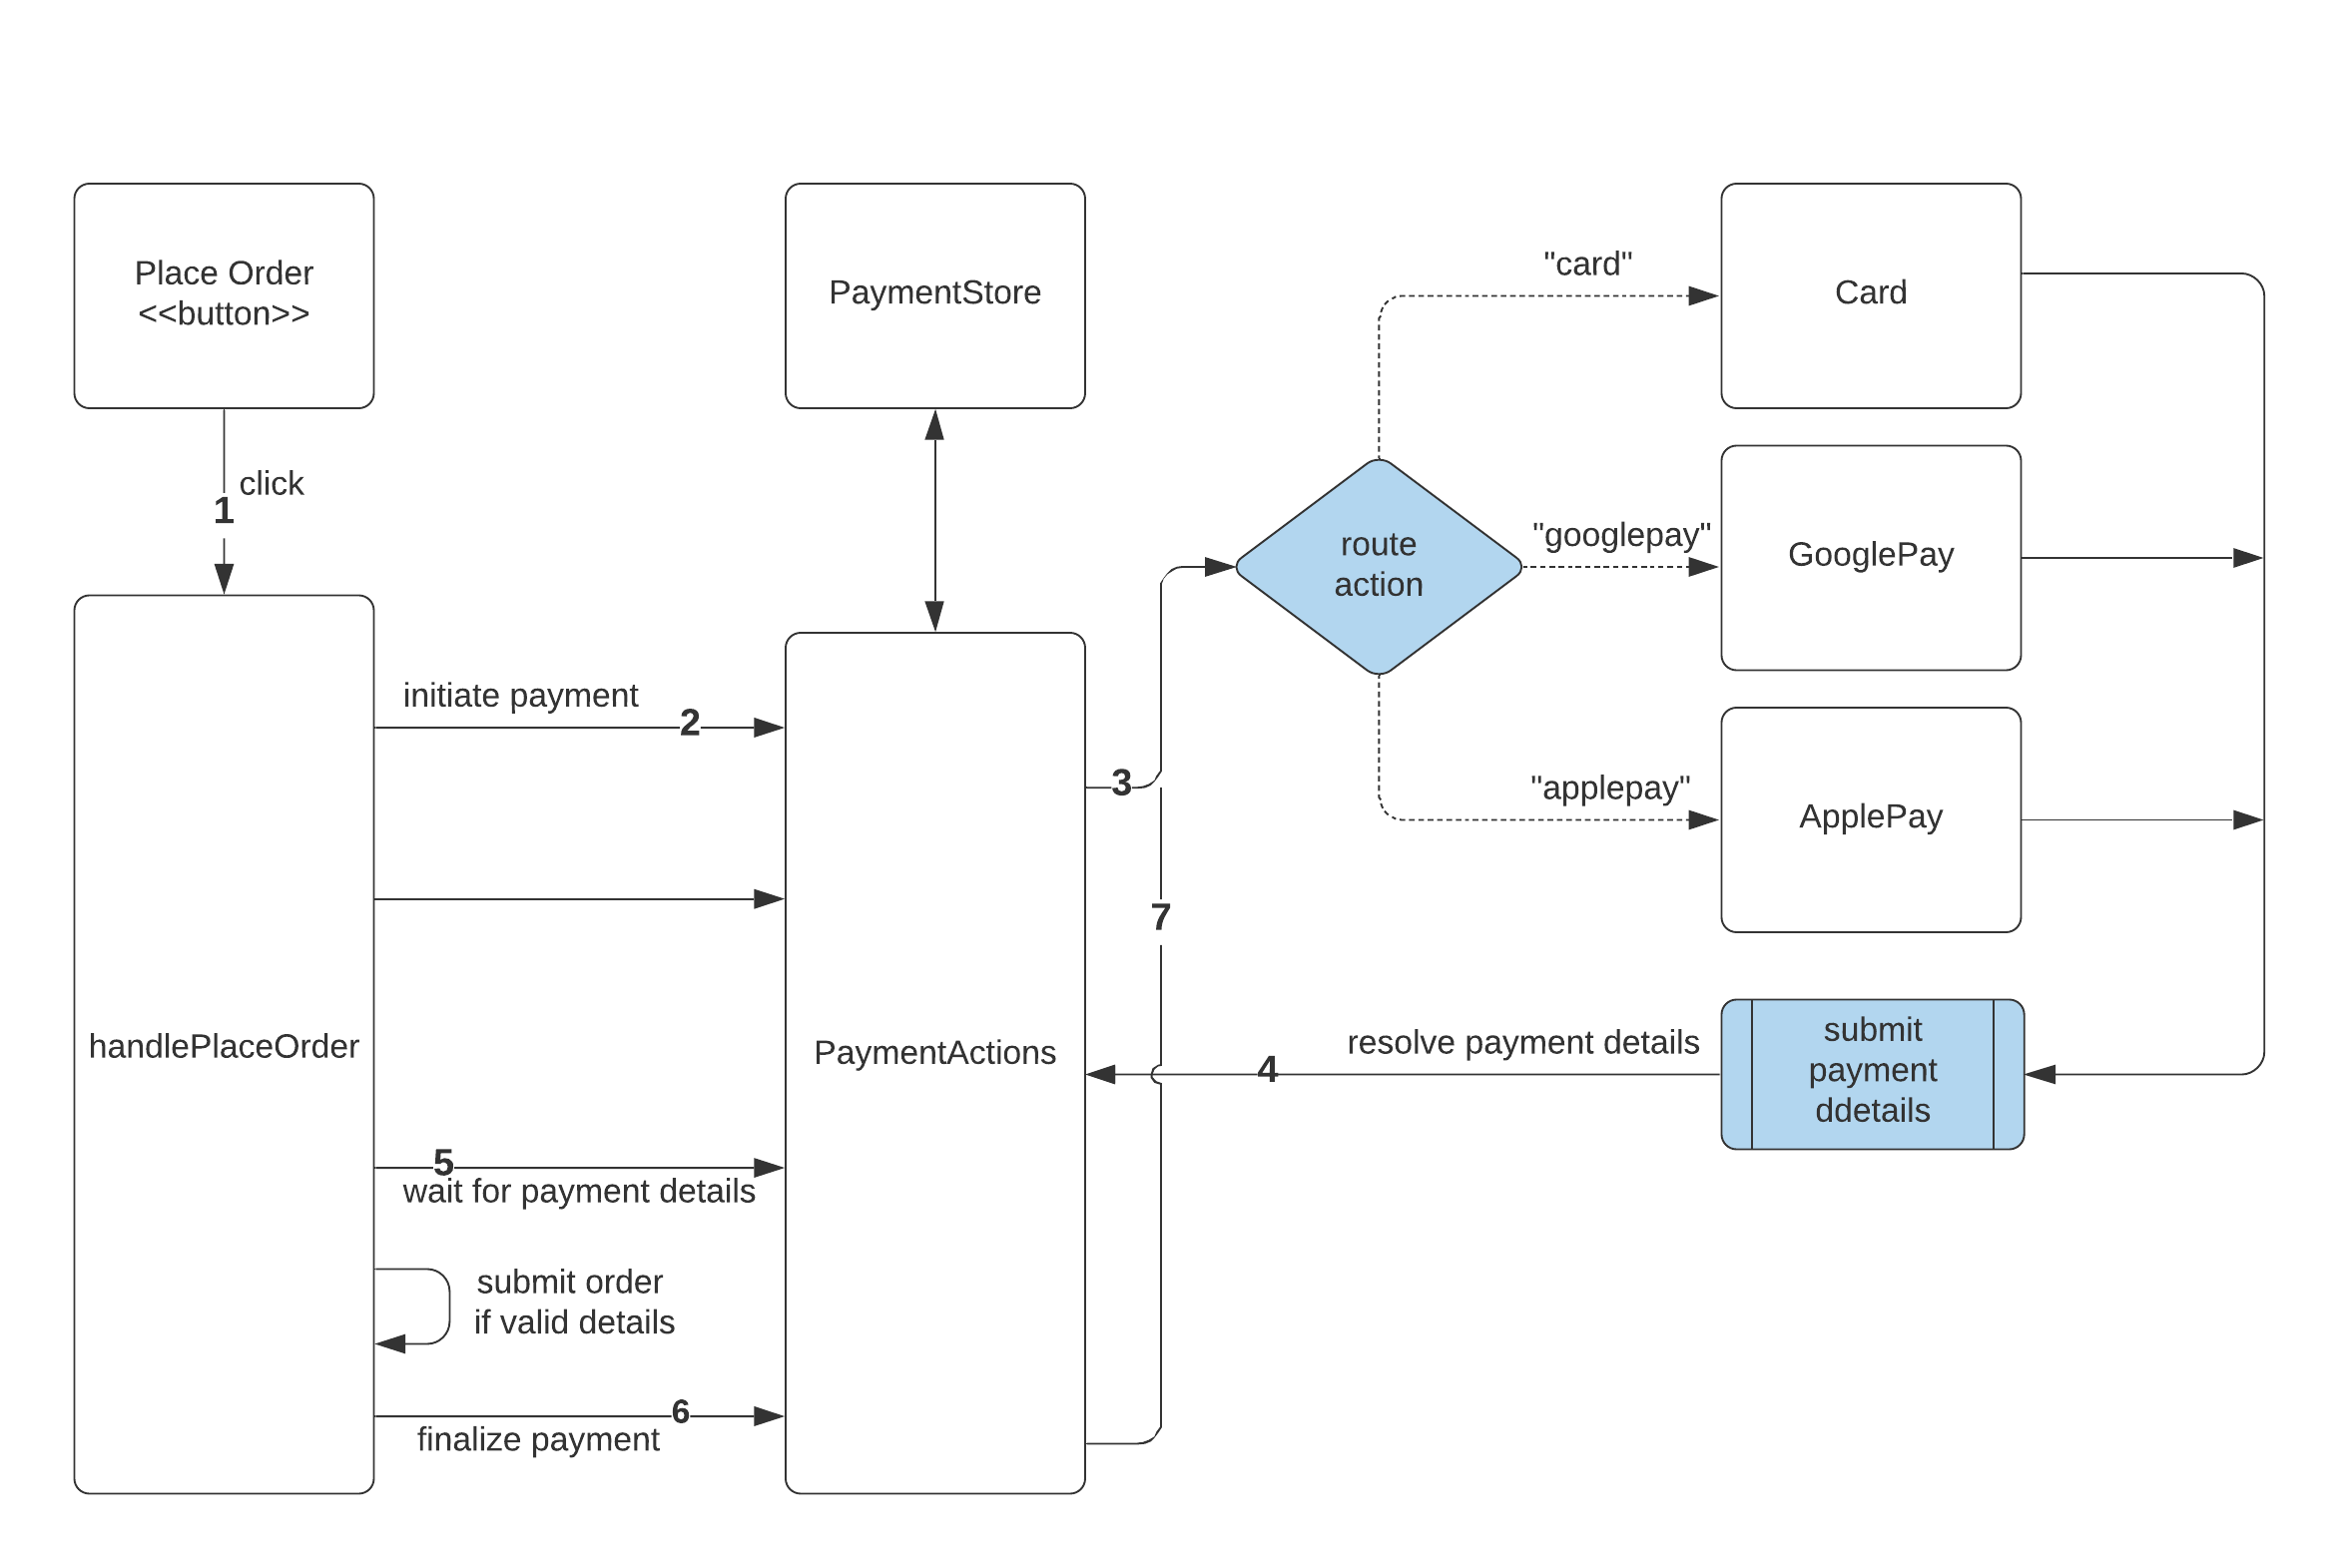 Place Order
<<button>>
PaymentStore
"card"
Card
click
1
route
action
"googlepay"
GooglePay
initiate payment
2
3
"applepay"
ApplePay
7
handlePlaceOrder
PaymentActions
resolve payment details
4
submit
payment
ddetails
5
wait for payment details
submit order
if valid details
6
finalize payment